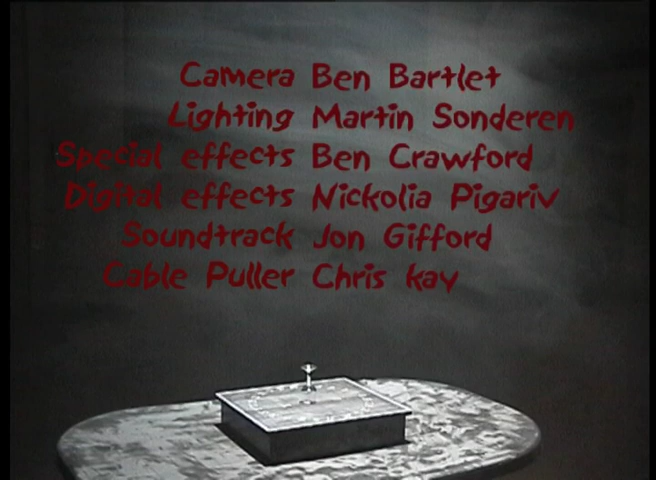 Camera Ben Bartlet
Lighting Martin Sonderen
Special effects Ben Crawford
Digital effects Nickolia Pigariv
Soundtrack Jon Gifford
Cable Puller Chris kay